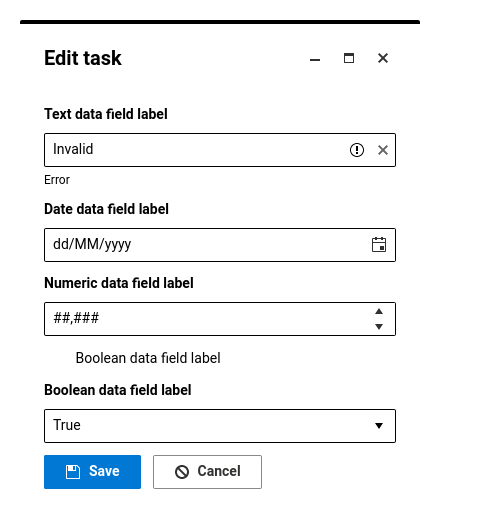 Edit task
Text data field label
Invalid
Error
Date data field label
dd/MM/yyyy
Numeric data field label
##,###
Boolean data field label
Boolean data field label
True
Save
Cancel